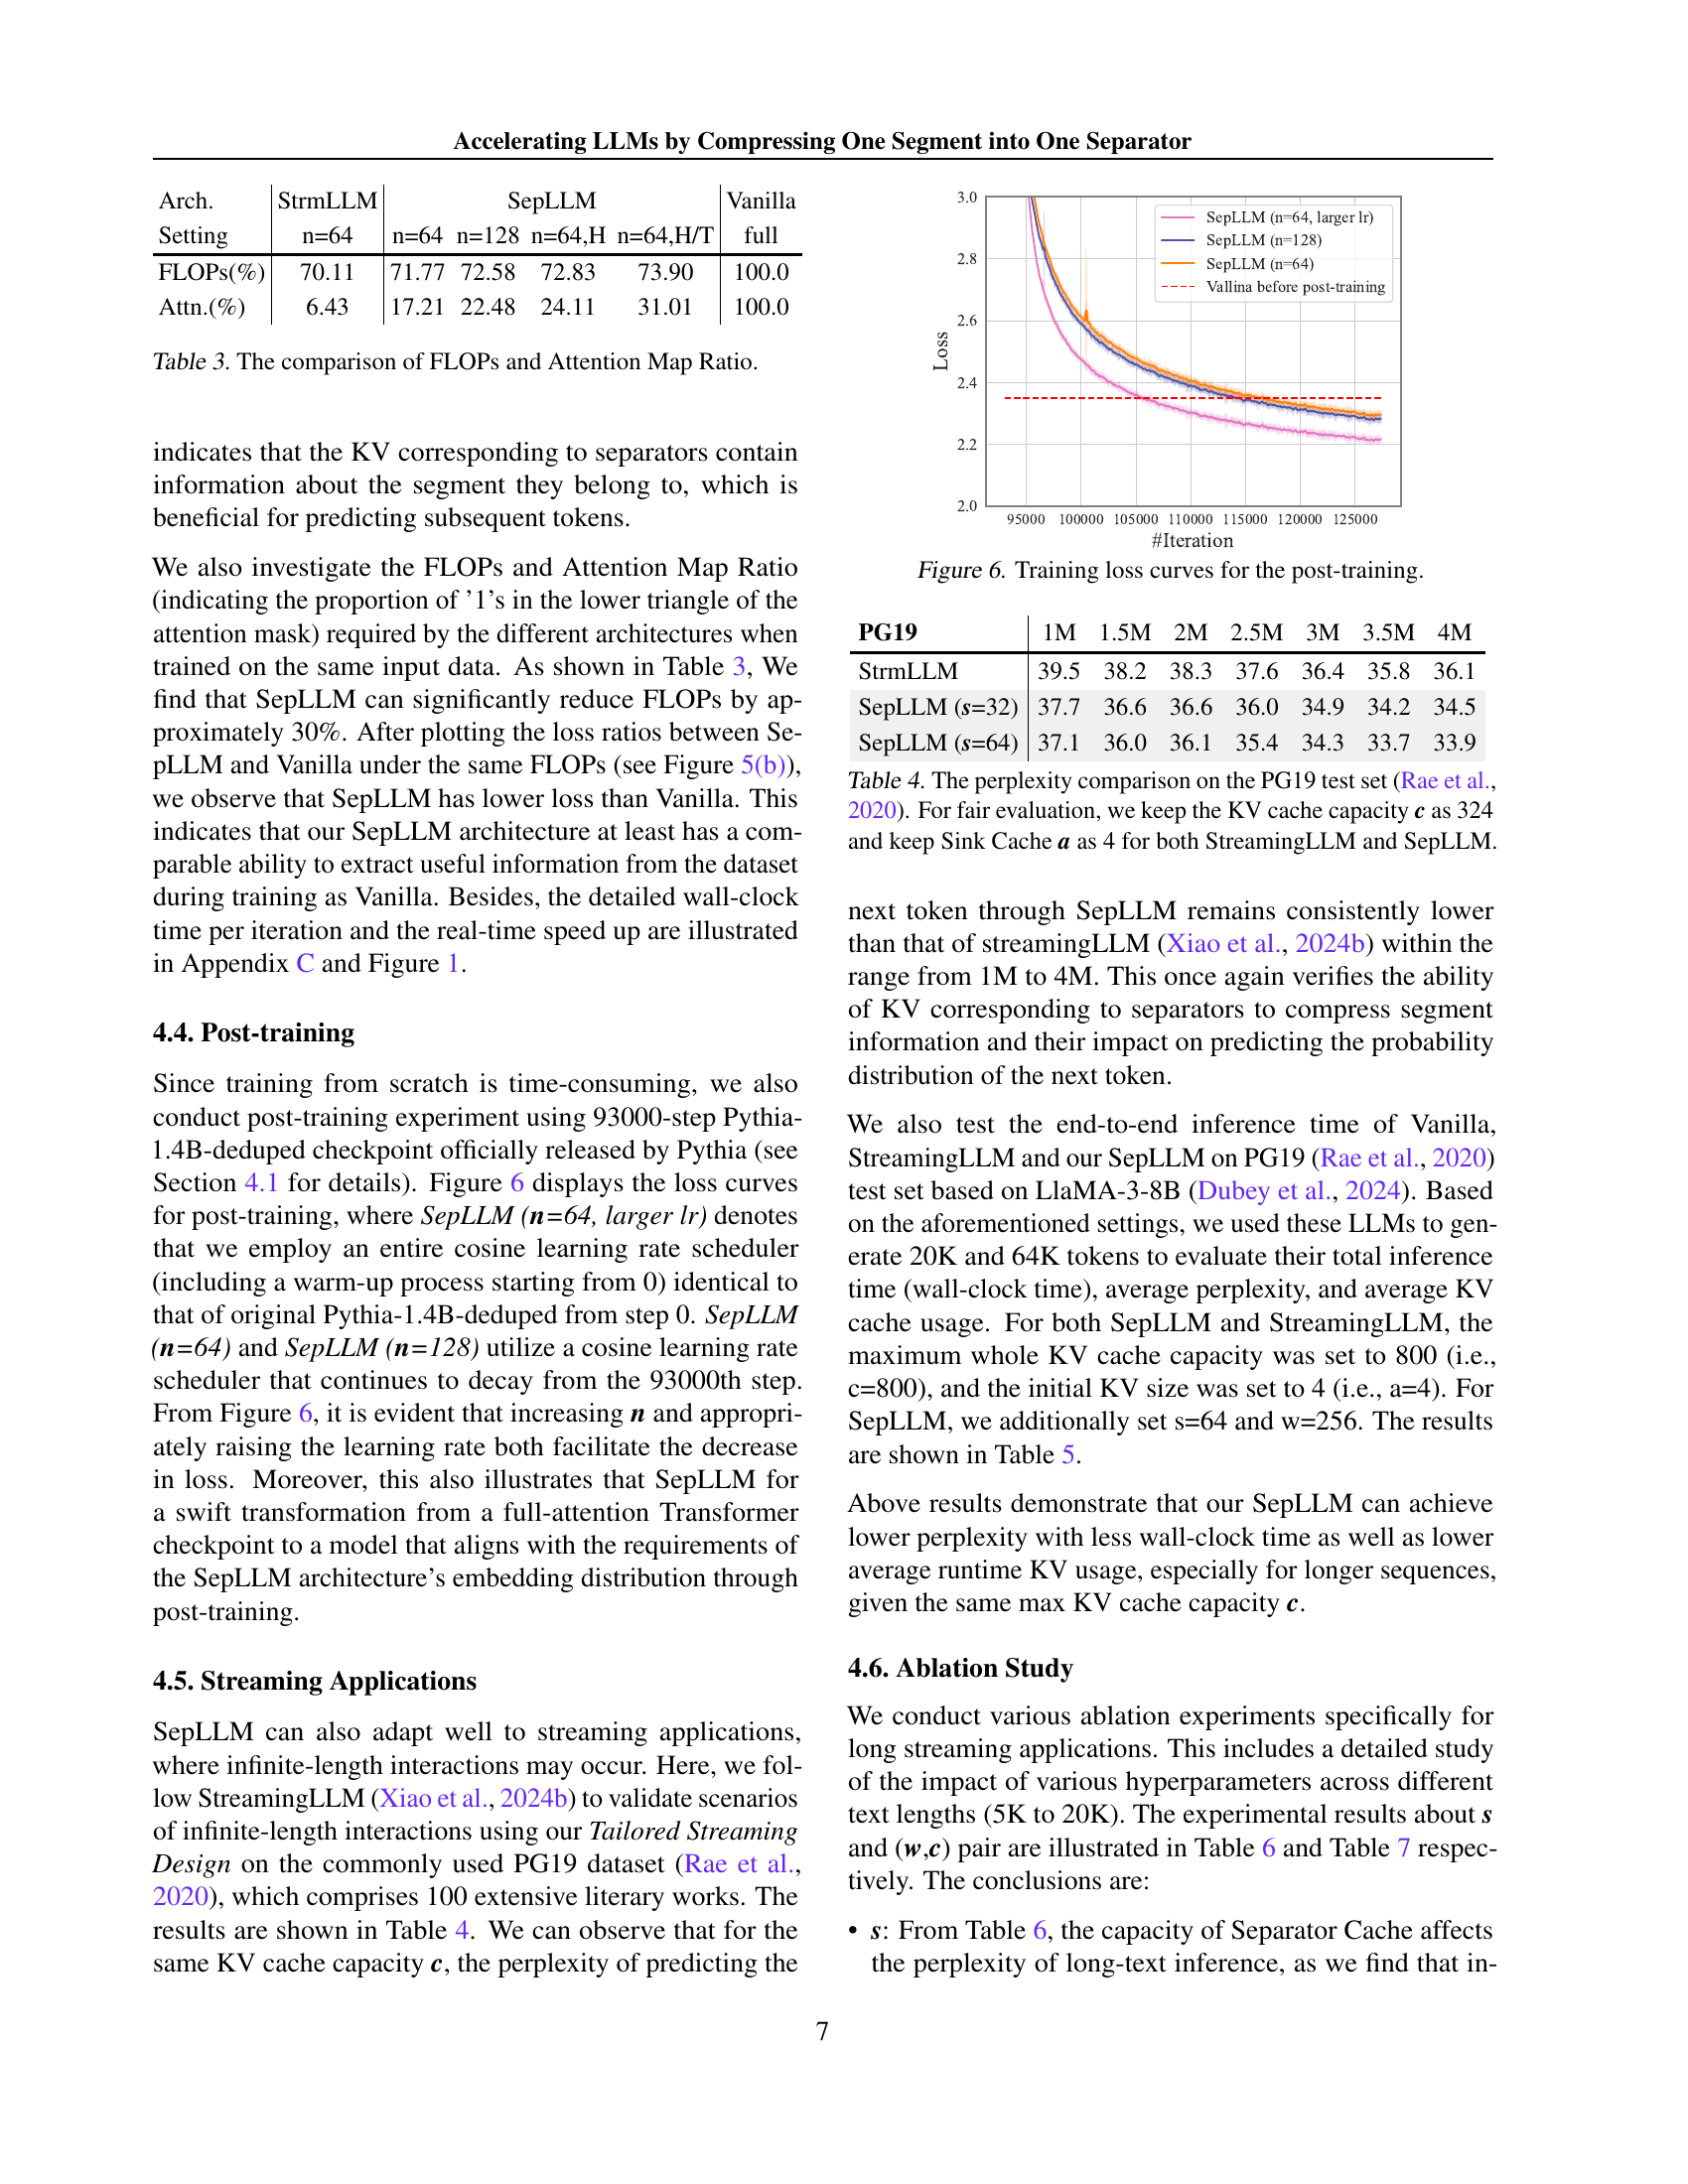 Accelerating LLMs by Compressing One Segment into One Separator
Arch. StrmLLM SepLLM Vanilla
Setting n=64 n=64 n=128 n=64,H n=64,H/T full
FLOPs(%) 70.11 71.77 72.58 72.83 73.90 100.0
Attn.(%) 6.43 17.21 22.48 24.11 31.01 100.0
Table 3. The comparison of FLOPs and Attention Map Ratio.
indicates that the KV corresponding to separators contain
information about the segment they belong to, which is
beneficial for predicting subsequent tokens.
We also investigate the FLOPs and Attention Map Ratio
(indicating the proportion of ’1’s in the lower triangle of the
attention mask) required by the different architectures when
trained on the same input data. As shown in Table 3, We
find that SepLLM can significantly reduce FLOPs by ap-
proximately 30%. After plotting the loss ratios between Se-
pLLM and Vanilla under the same FLOPs (see Figure 5(b)),
we observe that SepLLM has lower loss than Vanilla. This
indicates that our SepLLM architecture at least has a com-
parable ability to extract useful information from the dataset
during training as Vanilla. Besides, the detailed wall-clock
time per iteration and the real-time speed up are illustrated
in Appendix C and Figure 1.
4.4. Post-training
Since training from scratch is time-consuming, we also
conduct post-training experiment using 93000-step Pythia-
1.4B-deduped checkpoint officially released by Pythia (see
Section 4.1 for details). Figure 6 displays the loss curves
for post-training, where SepLLM (n=64, larger lr) denotes
that we employ an entire cosine learning rate scheduler
(including a warm-up process starting from 0) identical to
that of original Pythia-1.4B-deduped from step 0. SepLLM
(n=64) and SepLLM (n=128) utilize a cosine learning rate
scheduler that continues to decay from the 93000th step.
From Figure 6, it is evident that increasing n and appropri-
ately raising the learning rate both facilitate the decrease
in loss. Moreover, this also illustrates that SepLLM for
a swift transformation from a full-attention Transformer
checkpoint to a model that aligns with the requirements of
the SepLLM architecture’s embedding distribution through
post-training.
4.5. Streaming Applications
SepLLM can also adapt well to streaming applications,
where infinite-length interactions may occur. Here, we fol-
low StreamingLLM (Xiao et al., 2024b) to validate scenarios
of infinite-length interactions using our Tailored Streaming
Design on the commonly used PG19 dataset (Rae et al.,
2020), which comprises 100 extensive literary works. The
results are shown in Table 4. We can observe that for the
same KV cache capacity c, the perplexity of predicting the
3.0
2.8
2.6
2.4
2.2
2.0
Loss
SepLLM (n=64, larger lr)
SepLLM (n=128)
SepLLM (n=64)
Vallina before post-training
95000 100000 105000 110000 115000 120000 125000
#Iteration
Figure 6. Training loss curves for the post-training.
PG19 1M 1.5M 2M 2.5M 3M 3.5M 4M
StrmLLM 39.5 38.2 38.3 37.6 36.4 35.8 36.1
SepLLM (s=32) 37.7 36.6 36.6 36.0 34.9 34.2 34.5
SepLLM (s=64) 37.1 36.0 36.1 35.4 34.3 33.7 33.9
Table 4. The perplexity comparison on the PG19 test set (Rae et al.,
2020). For fair evaluation, we keep the KV cache capacity c as 324
and keep Sink Cache a as 4 for both StreamingLLM and SepLLM.
next token through SepLLM remains consistently lower
than that of streamingLLM (Xiao et al., 2024b) within the
range from 1M to 4M. This once again verifies the ability
of KV corresponding to separators to compress segment
information and their impact on predicting the probability
distribution of the next token.
We also test the end-to-end inference time of Vanilla,
StreamingLLM and our SepLLM on PG19 (Rae et al., 2020)
test set based on LlaMA-3-8B (Dubey et al., 2024). Based
on the aforementioned settings, we used these LLMs to gen-
erate 20K and 64K tokens to evaluate their total inference
time (wall-clock time), average perplexity, and average KV
cache usage. For both SepLLM and StreamingLLM, the
maximum whole KV cache capacity was set to 800 (i.e.,
c=800), and the initial KV size was set to 4 (i.e., a=4). For
SepLLM, we additionally set s=64 and w=256. The results
are shown in Table 5.
Above results demonstrate that our SepLLM can achieve
lower perplexity with less wall-clock time as well as lower
average runtime KV usage, especially for longer sequences,
given the same max KV cache capacity c.
4.6. Ablation Study
We conduct various ablation experiments specifically for
long streaming applications. This includes a detailed study
of the impact of various hyperparameters across different
text lengths (5K to 20K). The experimental results about s
and (w,c) pair are illustrated in Table 6 and Table 7 respec-
tively. The conclusions are:
• s: From Table 6, the capacity of Separator Cache affects
the perplexity of long-text inference, as we find that in-
7